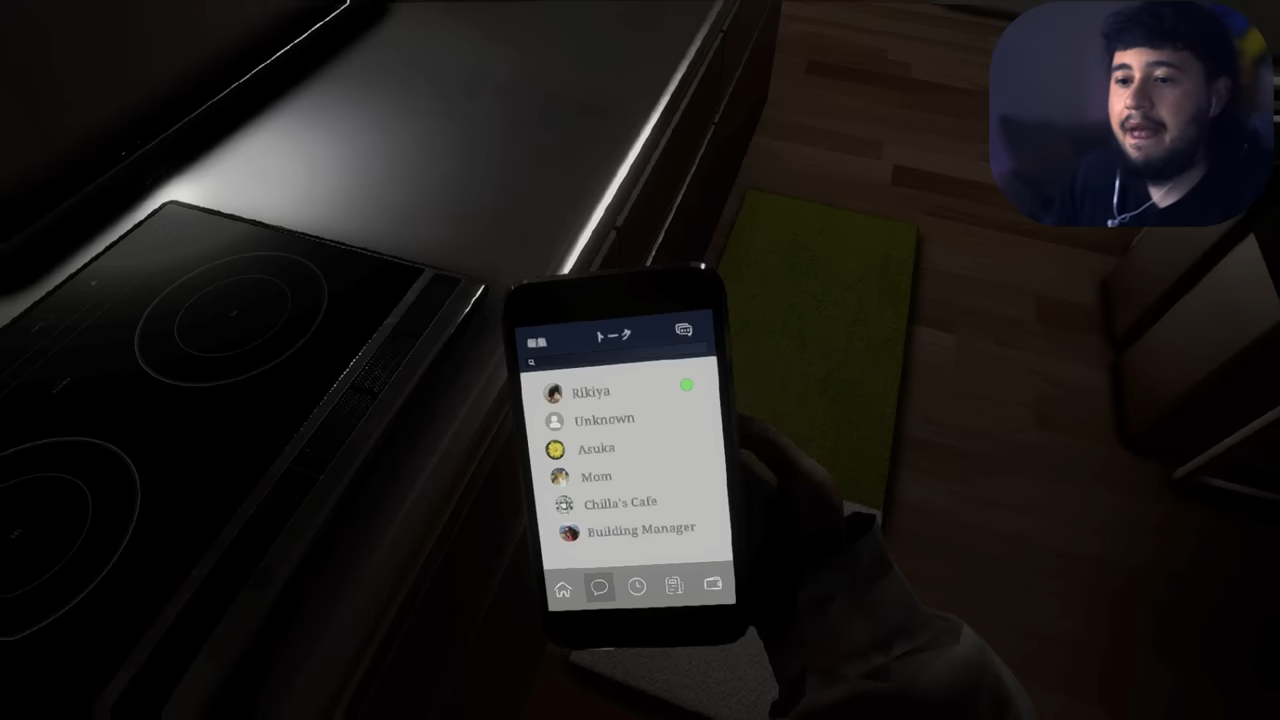 編集 トーク
Rikiya
Unknown
Asuka
Mom
Chilla's Cafe
Building Manager